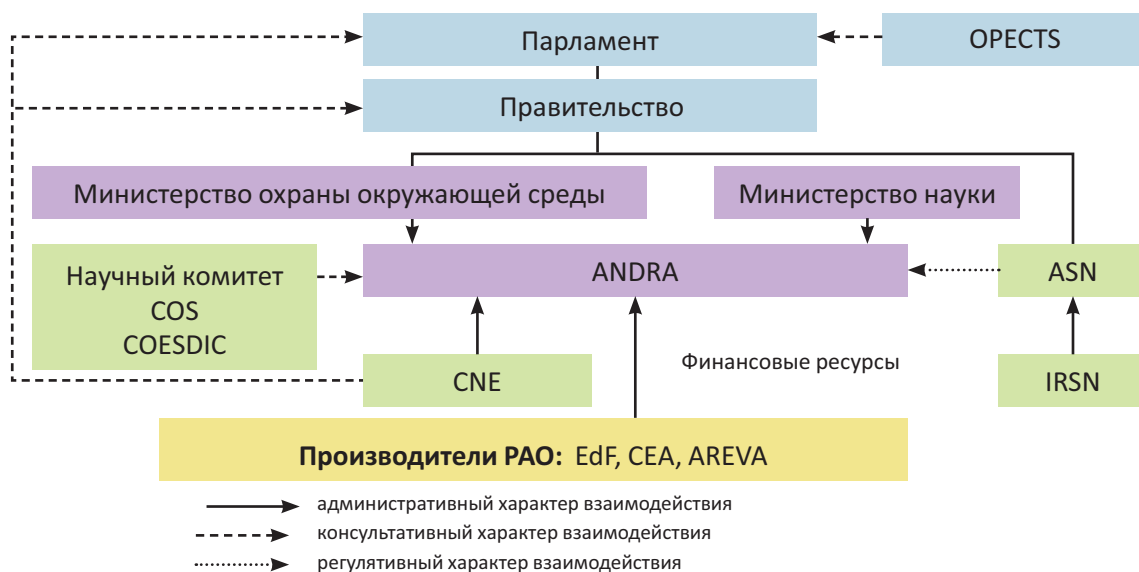 Парламент
OPECTS
Правительство
Министерство охраны окружающей среды
Министерство науки
Научный комитет
COS
COESDIC
ANDRA
ASN
CNE
Финансовые ресурсы
IRSN
Производители РАО: EdF, CEA, AREVA
административный характер взаимодействия
консультативный характер взаимодействия
регулятивный характер взаимодействия